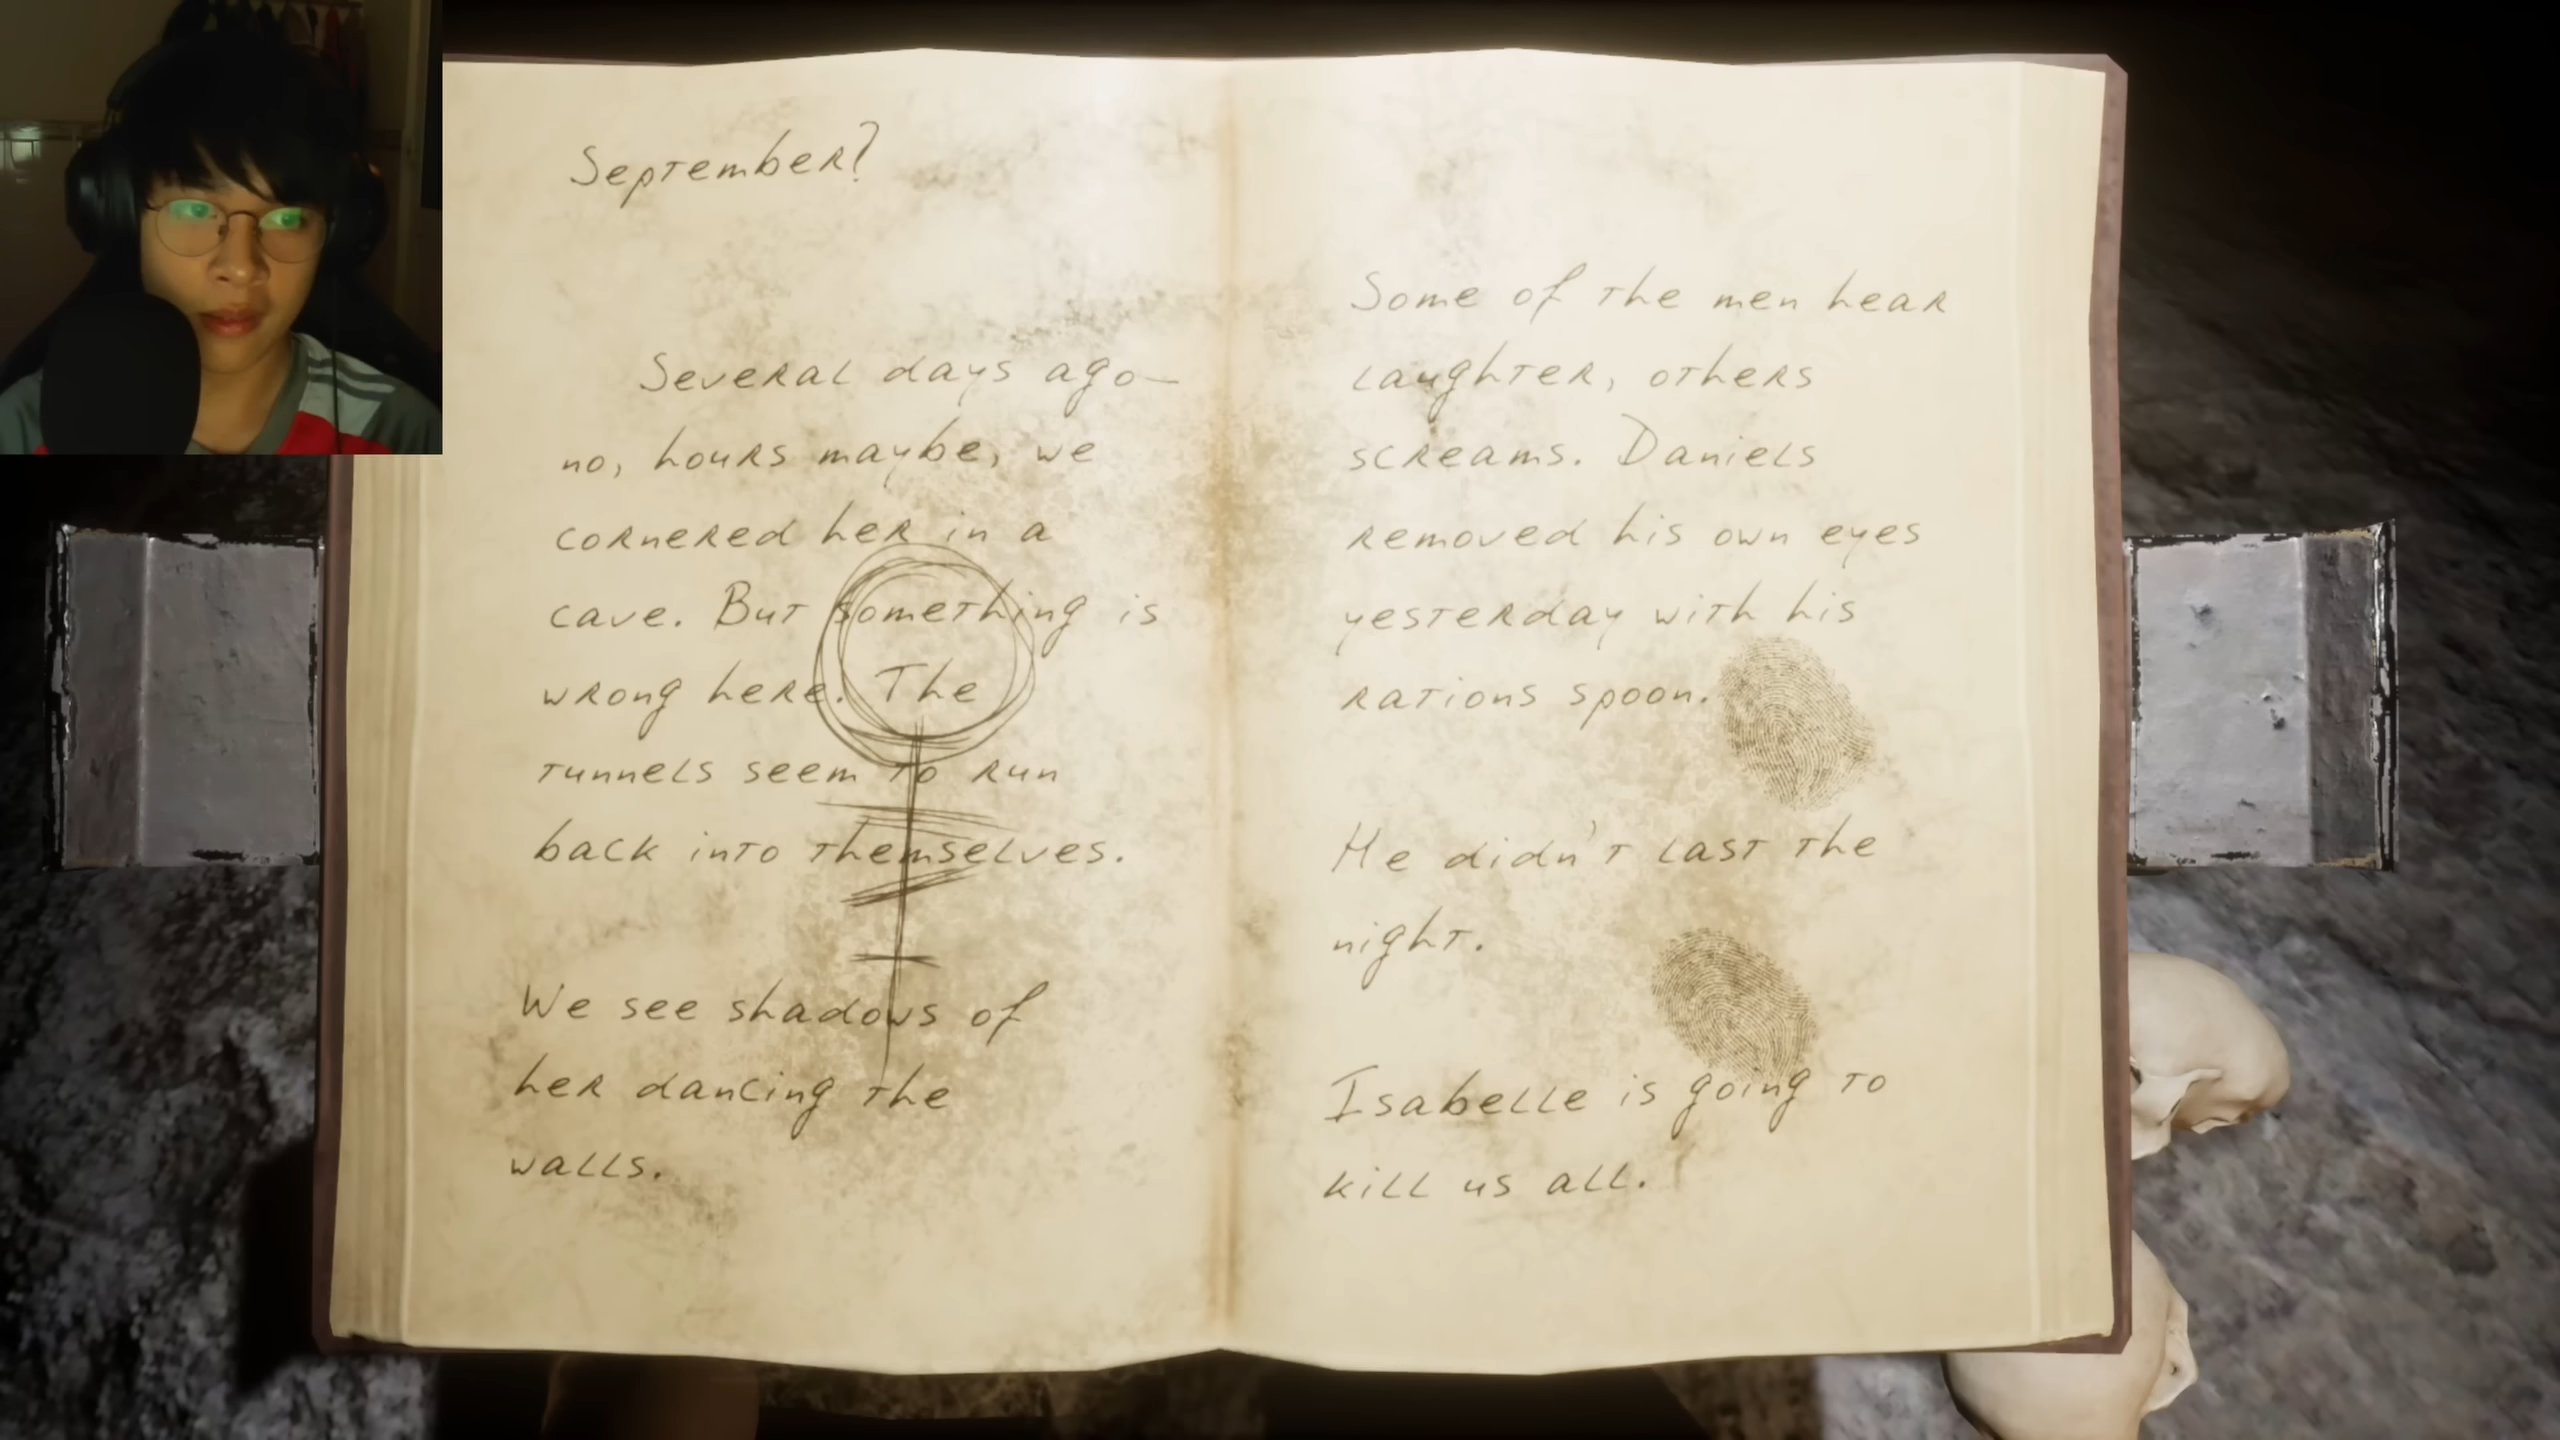 September?
Several days ago—
no, hours maybe, we
cornered her in a
cave. But something is
wrong here. The
tunnels seem to run
back into themselves.
We see shadows of
her dancing the
walls.
Some of the men hear
laughter, others
screams. Daniels
removed his own eyes
yesterday with his
rations spoon.
He didn't last the
night.
Isabelle is going to
kill us all.